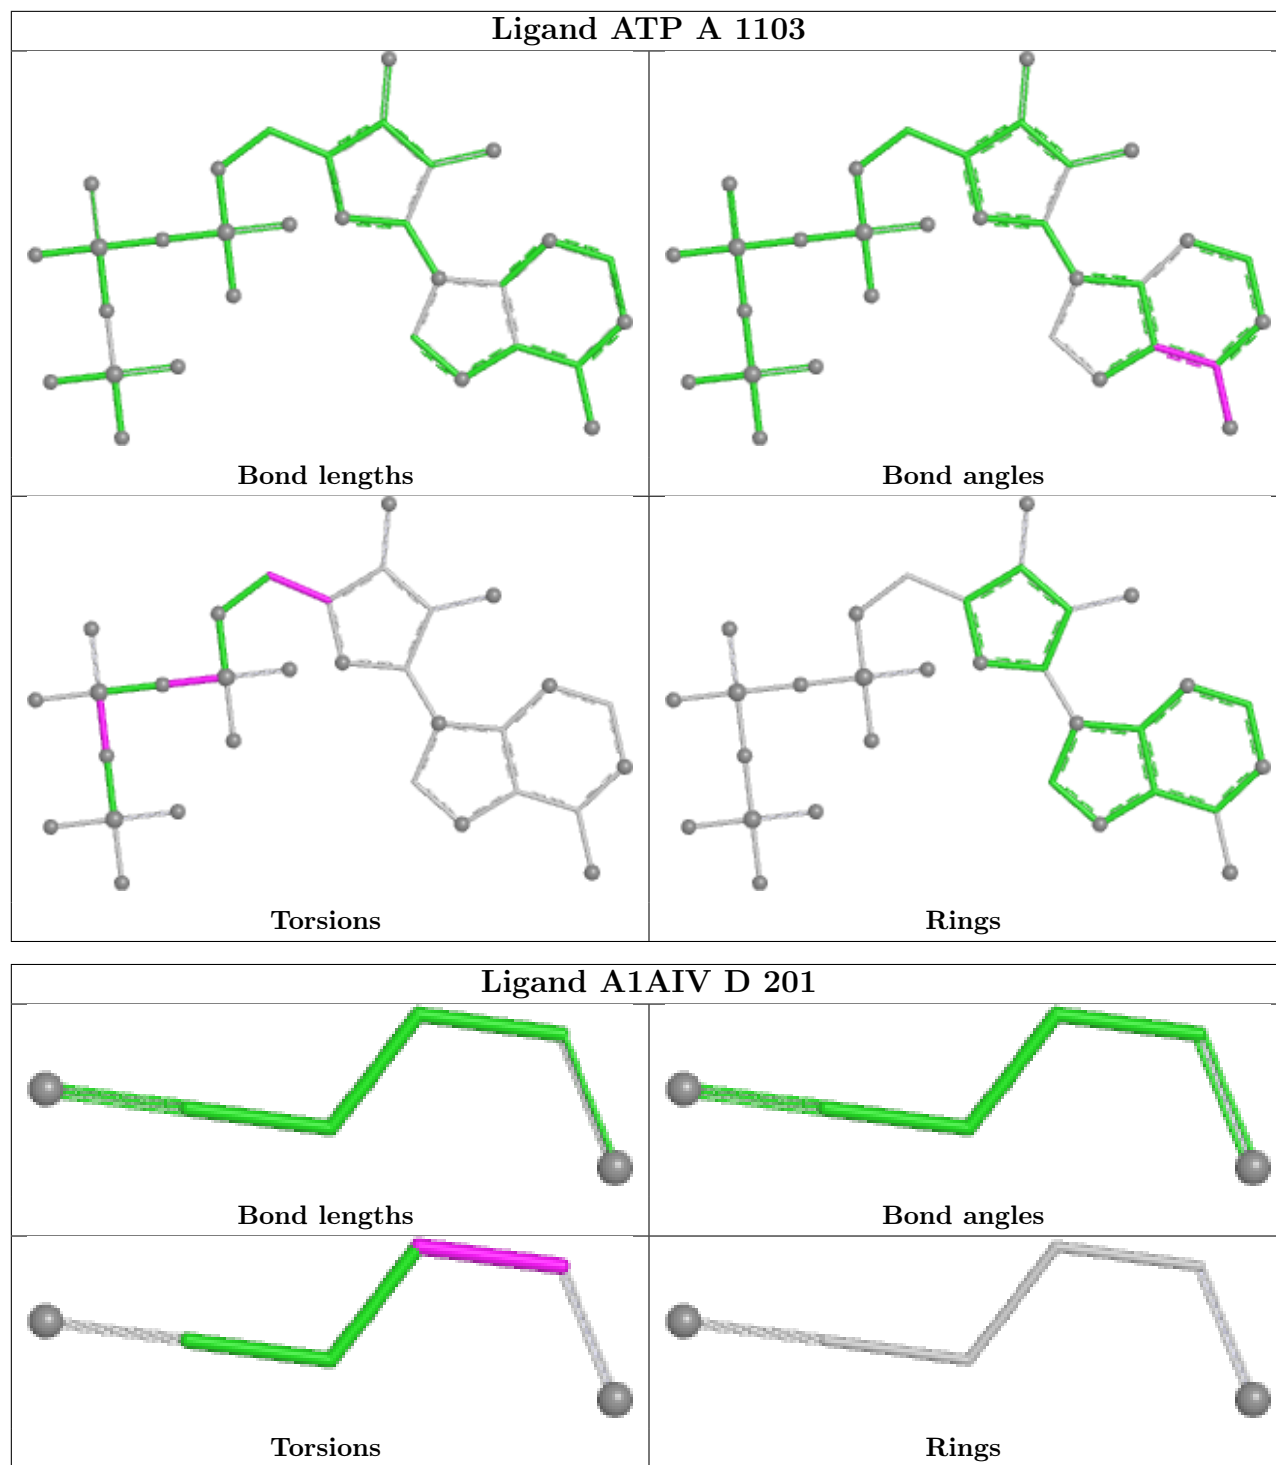 Ligand ATP A 1103
Bond lengths
Bond angles
Torsions
Rings
Ligand A1AIV D 201
Bond lengths
Bond angles
Torsions
Rings